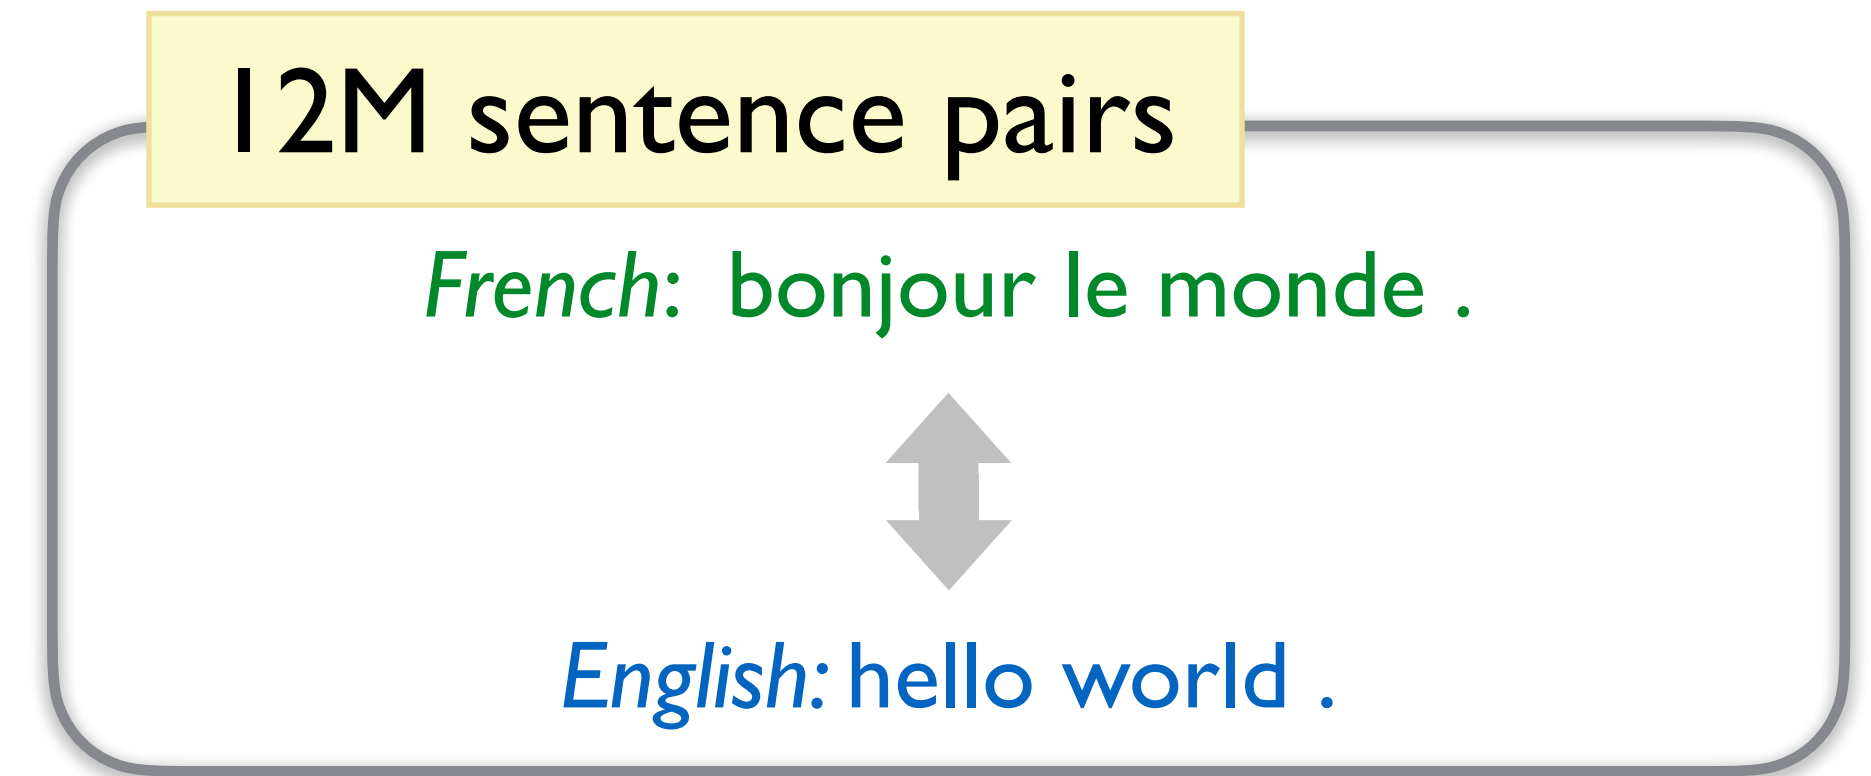 12M sentence pairs
French: bonjour le monde .
English: hello world .